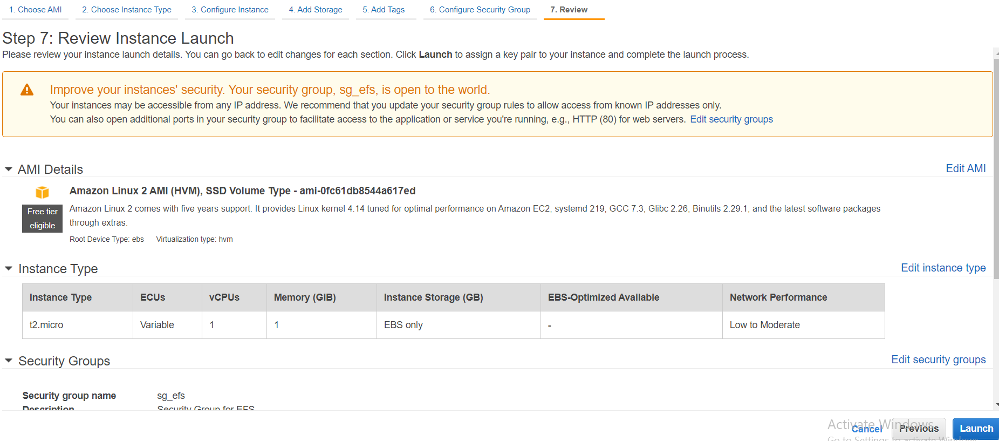 1. Choose AMI 2. Choose Instance Type 3. Configure Instance 4. Add Storage 5. Add Tags 6. Configure Security Group 7. Review
Step 7: Review Instance Launch
Please review your instance launch details. You can go back to edit changes for each section. Click Launch to assign a key pair to your instance and complete the launch process.
Improve your instances' security. Your security group, sg_efs, is open to the world.
Your instances may be accessible from any IP address. We recommend that you update your security group rules to allow access from known IP addresses only.
You can also open additional ports in your security group to facilitate access to the application or service you're running, e.g., HTTP (80) for web servers. Edit security groups
AMI Details Edit AMI
Amazon Linux 2 AMI (HVM), SSD Volume Type - ami-0fc61db8544a617ed
Free tier
eligible
Amazon Linux 2 comes with five years support. It provides Linux kernel 4.14 tuned for optimal performance on Amazon EC2, systemd 219, GCC 7.3, Glibc 2.26, Binutils 2.29.1, and the latest software packages
through extras.
Root Device Type: ebs Virtualization type: hvm
Instance Type Edit instance type
Instance Type ECUs vCPUs Memory (GiB) Instance Storage (GB) EBS-Optimized Available Network Performance
t2.micro Variable 1 1 EBS only - Low to Moderate
Security Groups Edit security groups
Security group name sg_efs
Description Security Group for EFS
Activate Windows
Cancel Previous Launch
Go to Settings to activate Windows.